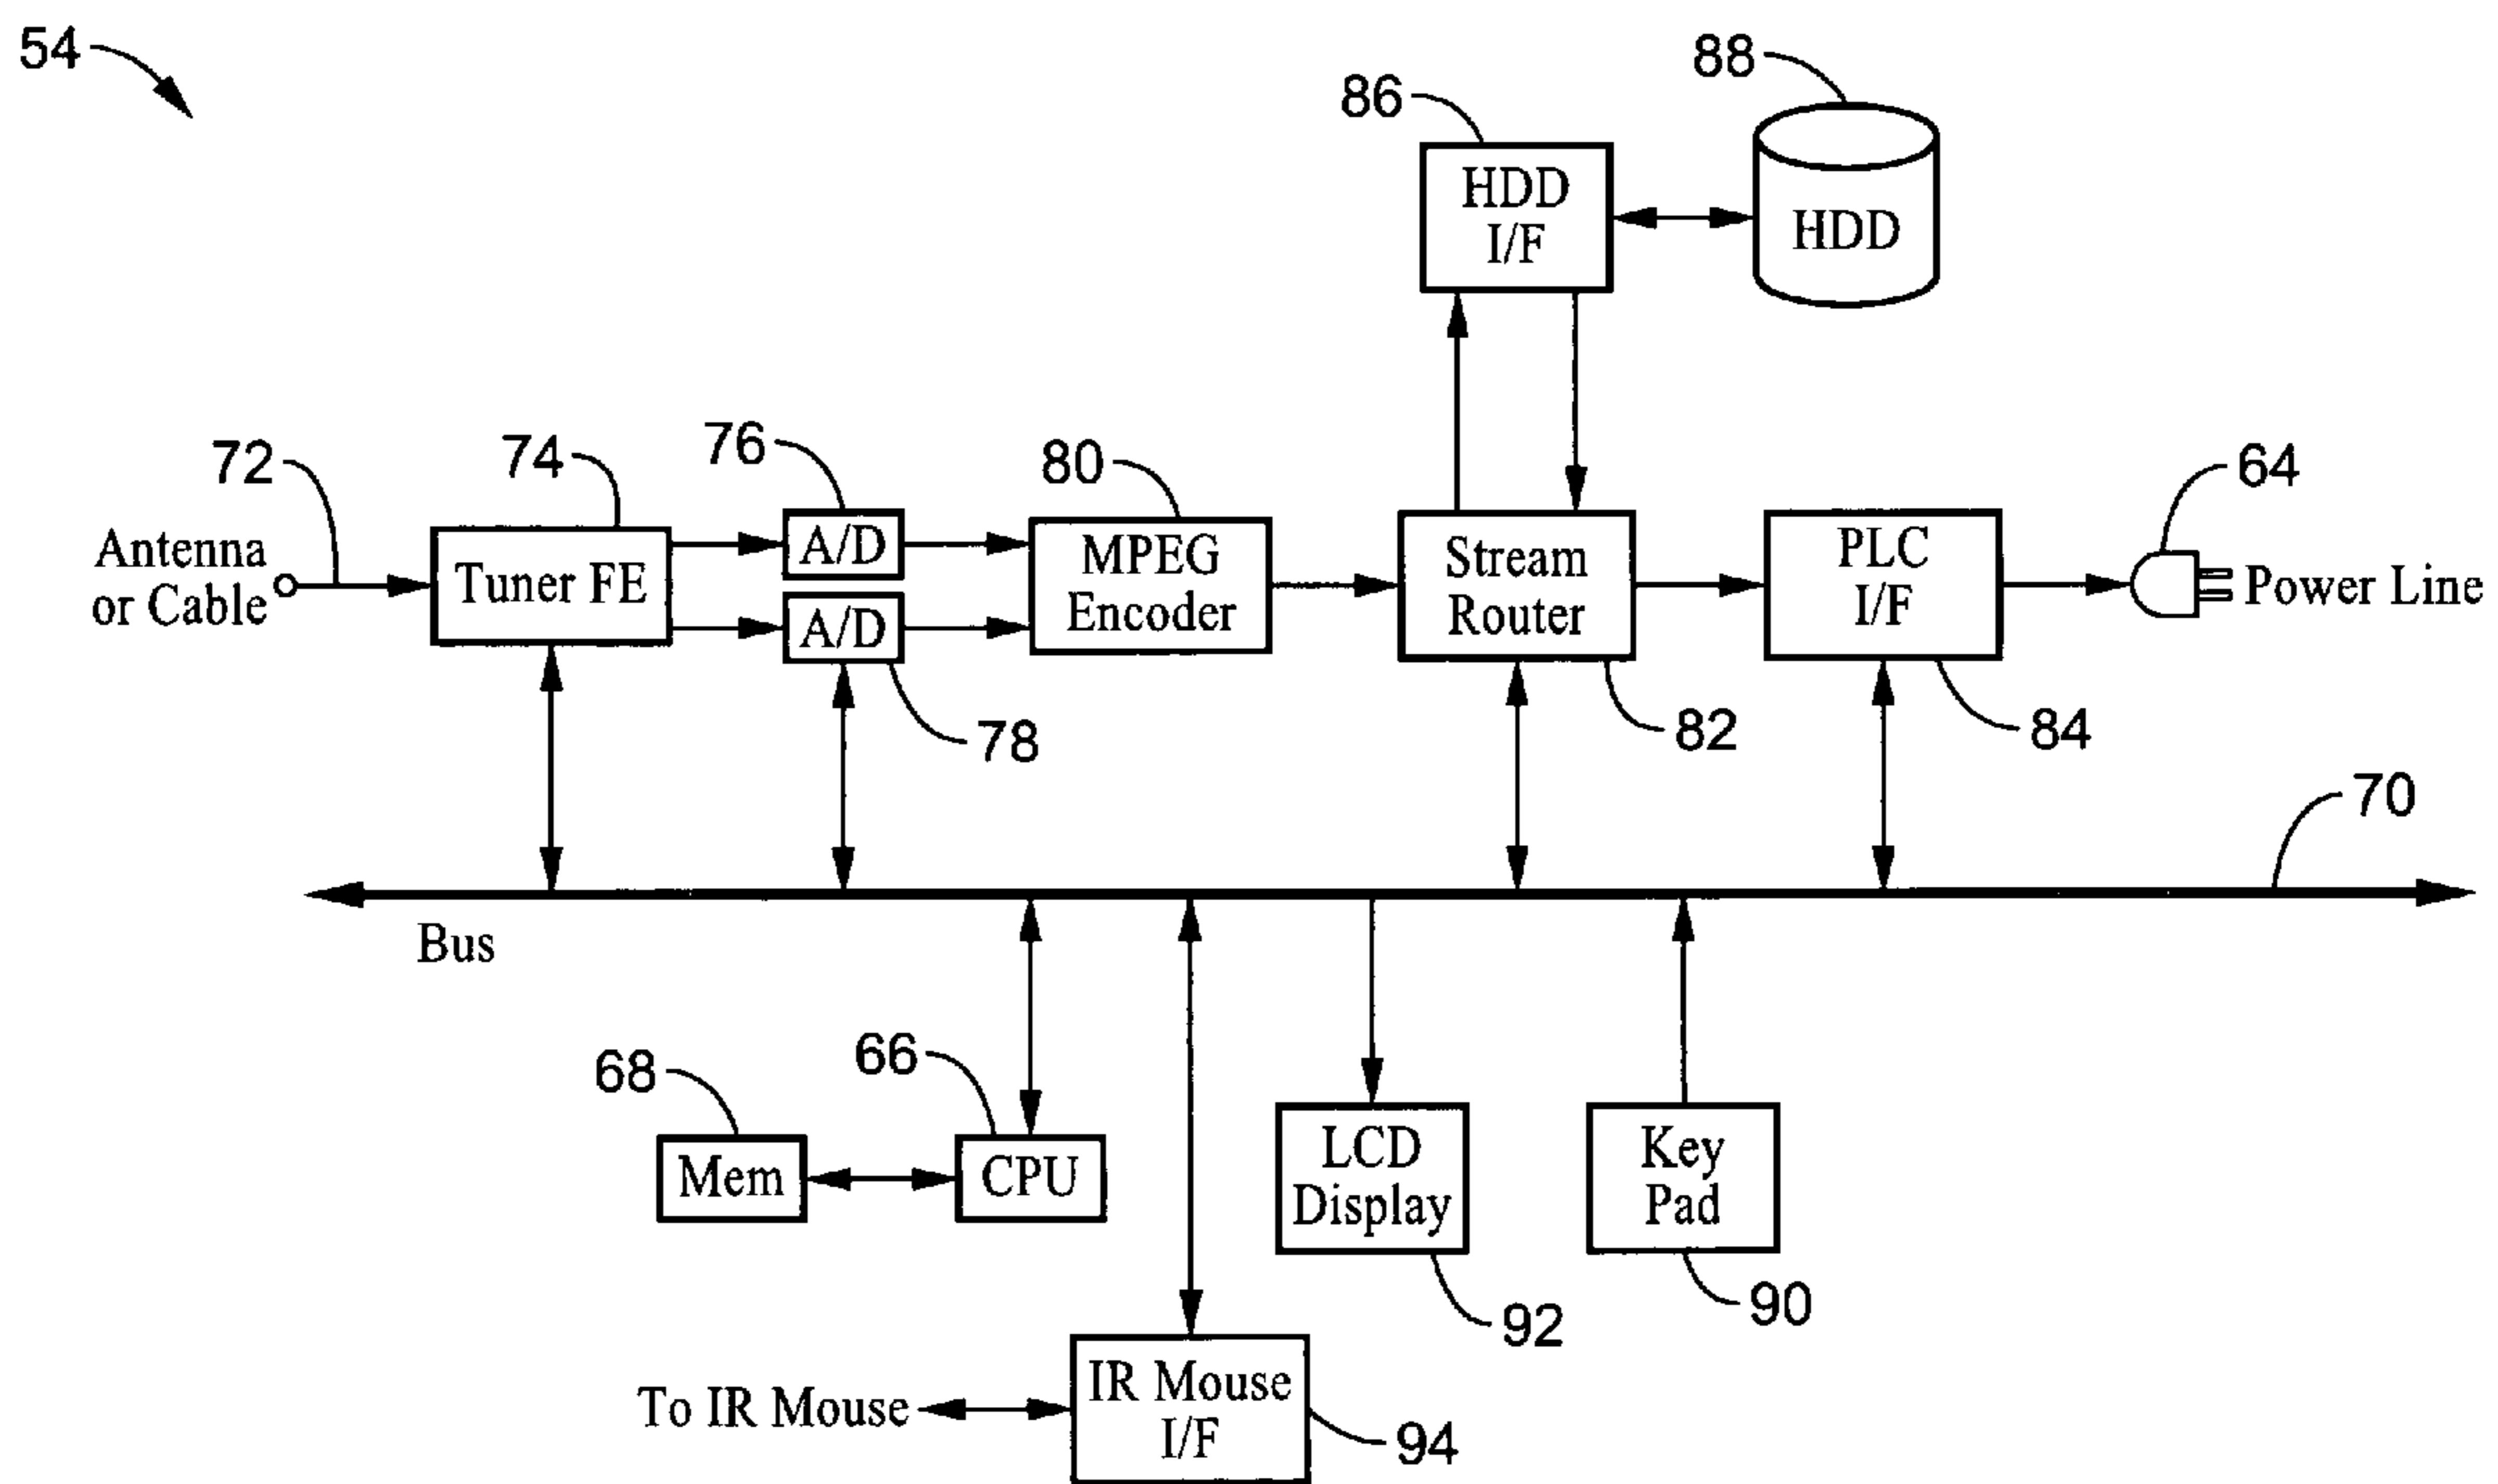 54
88
86
HDD
I/F
HDD
72
74
76
80
64
Antenna
or Cable
Tuner FE
A/D
A/D
MPEG
Encoder
Stream
Router
PLC
I/F
Power Line
78
82
84
70
Bus
68
66
Mem
CPU
LCD
Display
Key
Pad
92
90
To IR Mouse
IR Mouse
I/F
94